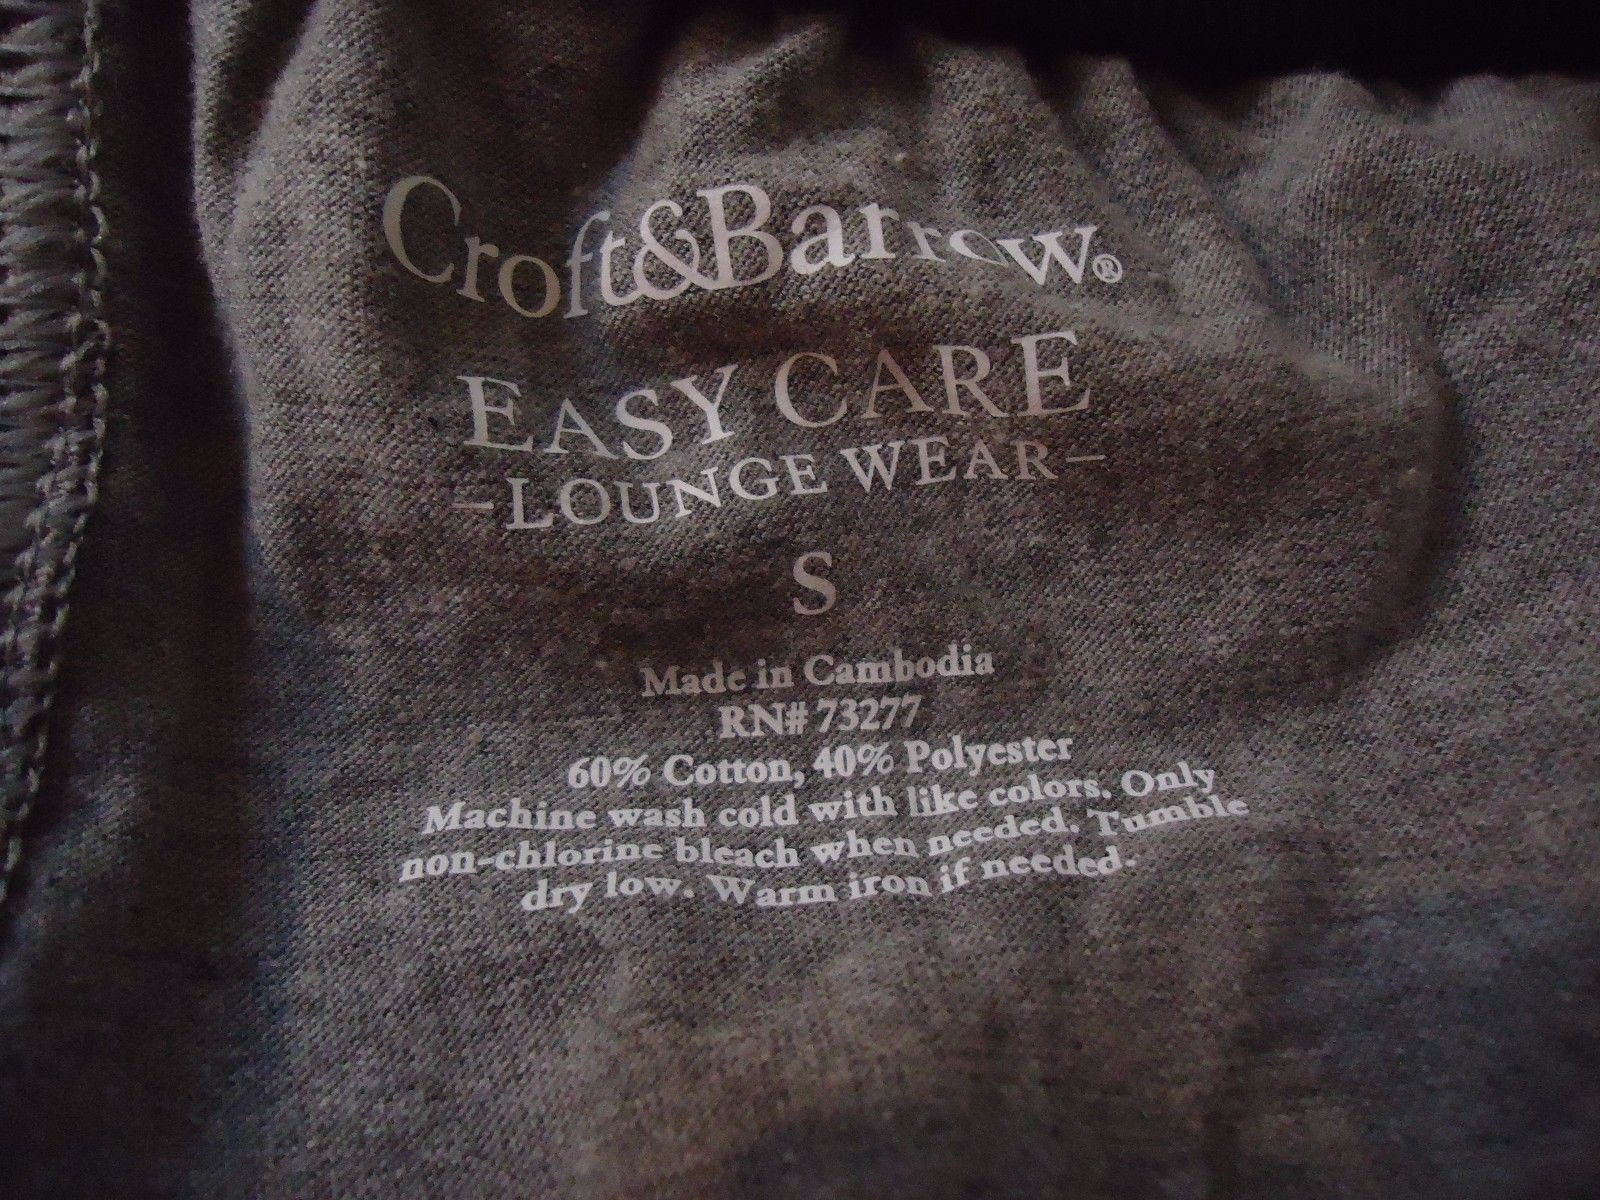 Croft&Barrow®
EASY CARE
-LOUNGE WEAR-
S
Made in Cambodia
RN# 73277
60% Cotton, 40% Polyester
Machine wash cold with like colors. Only
non-chlorine bleach when needed. Tumble
dry low. Warm iron if needed.